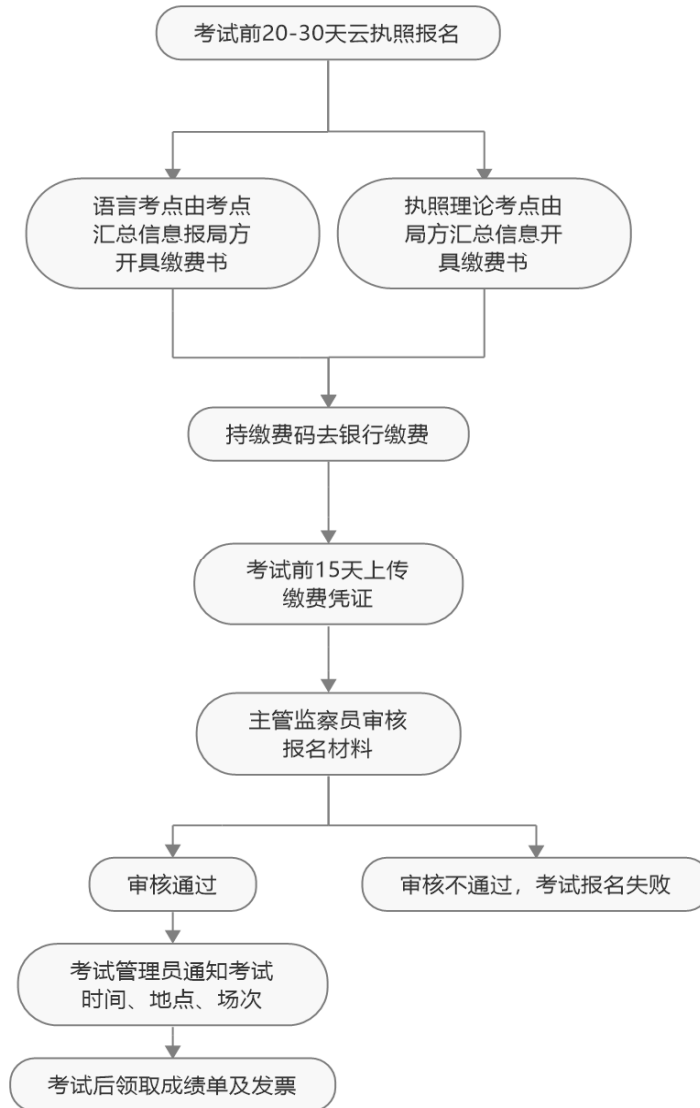 考试前20-30天云执照报名
语言考点由考点
汇总信息报局方
开具缴费书
执照理论考点由
局方汇总信息开
具缴费书
持缴费码去银行缴费
考试前15天上传
缴费凭证
主管监察员审核
报名材料
审核通过
审核不通过，考试报名失败
考试管理员通知考试
时间、地点、场次
考试后领取成绩单及发票